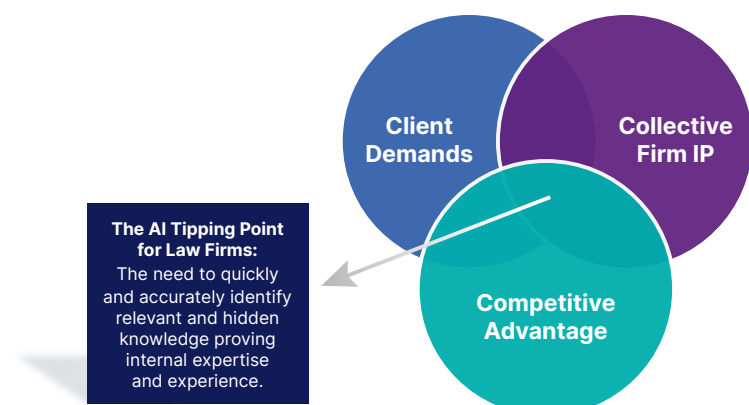 Client
Demands
Collective
Firm IP
Competitive
Advantage
The AI Tipping Point
for Law Firms:
The need to quickly
and accurately identify
relevant and hidden
knowledge proving
internal expertise
and experience.